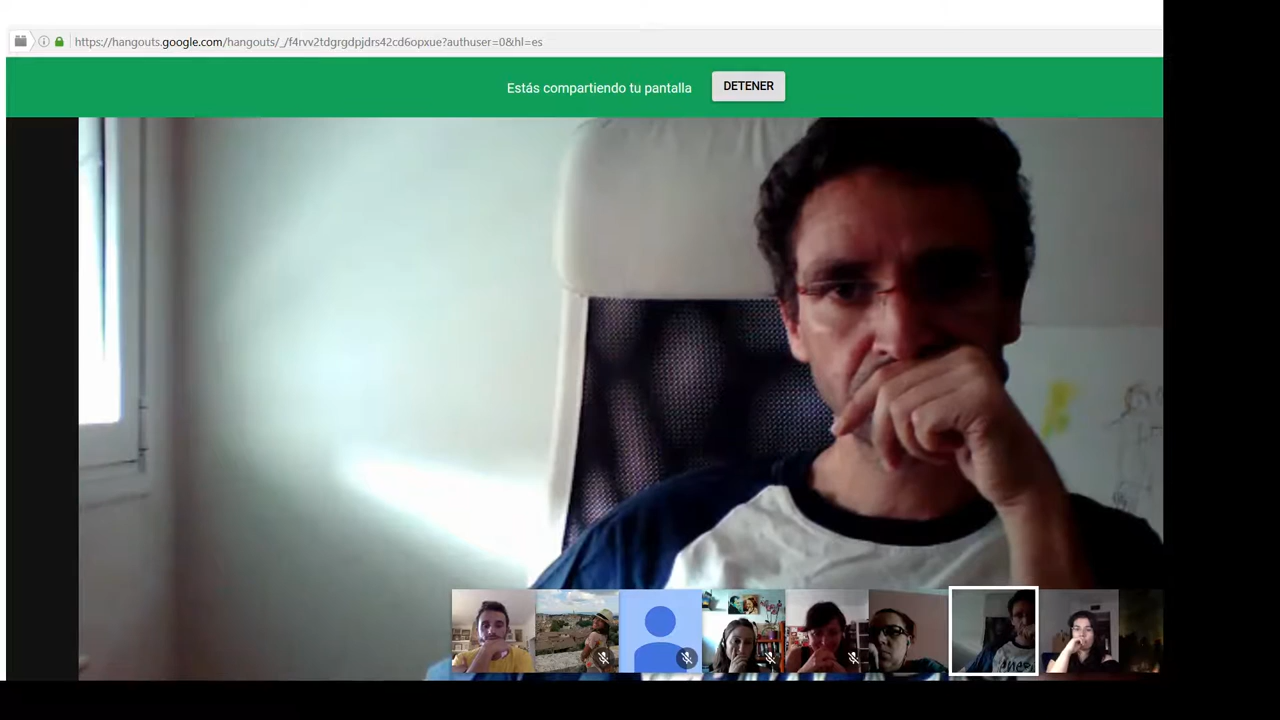 https://hangouts.google.com/hangouts/_/f4rvv2tdgrgdpjdrs42cd6opxue?authuser=0&hl=es
Estás compartiendo tu pantalla
DETENER